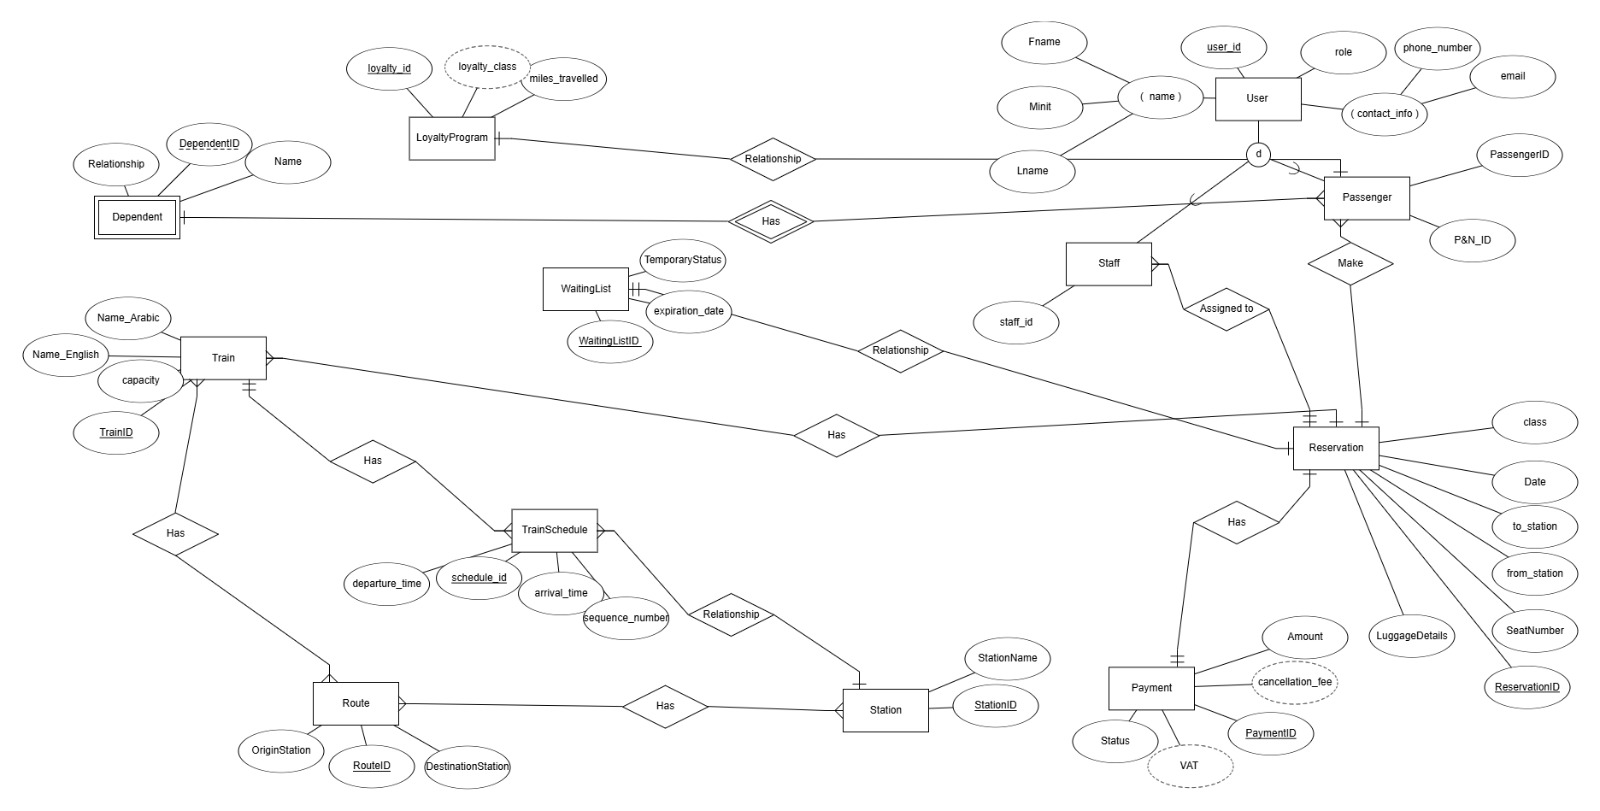 Fname
user_id
role
phone_number
loyalty_id
loyalty_class
miles_travelled
email
( name )
User
Minit
( contact_info )
LoyaltyProgram
DependentID
Relationship
Name
Relationship
d
PassengerID
Lname
Dependent
Has
Passenger
P&N_ID
TemporaryStatus
Staff
Make
WaitingList
expiration_date
Assigned to
Name_Arabic
staff_id
WaitingListID
Name_English
Train
Relationship
capacity
TrainID
Has
class
Reservation
Has
Date
Has
TrainSchedule
Has
to_station
departure_time
schedule_id
arrival_time
from_station
sequence_number
Relationship
SeatNumber
LuggageDetails
Amount
StationName
cancellation_fee
Payment
ReservationID
Route
Has
Station
StationID
PaymentID
Status
OriginStation
RouteID
DestinationStation
VAT